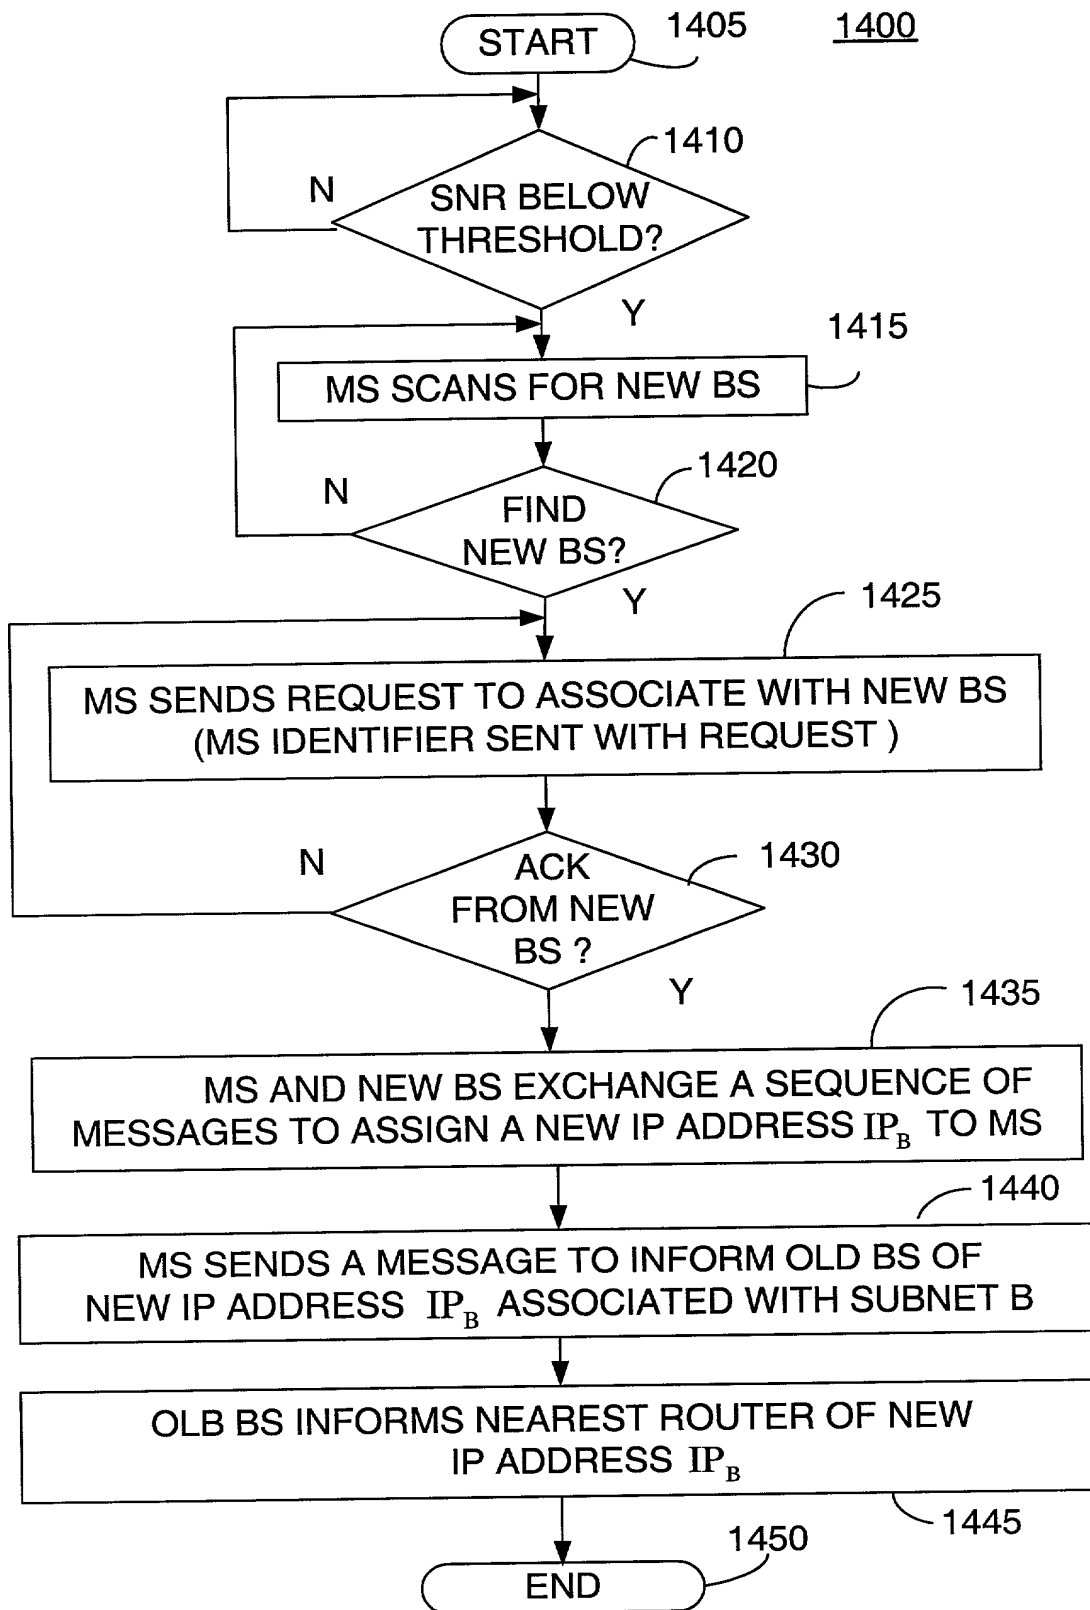 START
1405
1400
1410
SNR BELOW
THRESHOLD?
N
Y
1415
MS SCANS FOR NEW BS
1420
N
FIND
NEW BS?
Y
1425
MS SENDS REQUEST TO ASSOCIATE WITH NEW BS
(MS IDENTIFIER SENT WITH REQUEST )
N
ACK
FROM NEW
BS ?
1430
Y
1435
MS AND NEW BS EXCHANGE A SEQUENCE OF
MESSAGES TO ASSIGN A NEW IP ADDRESS IP_B TO MS
1440
MS SENDS A MESSAGE TO INFORM OLD BS OF
NEW IP ADDRESS IP_B ASSOCIATED WITH SUBNET B
OLB BS INFORMS NEAREST ROUTER OF NEW
IP ADDRESS IP_B
1445
1450
END